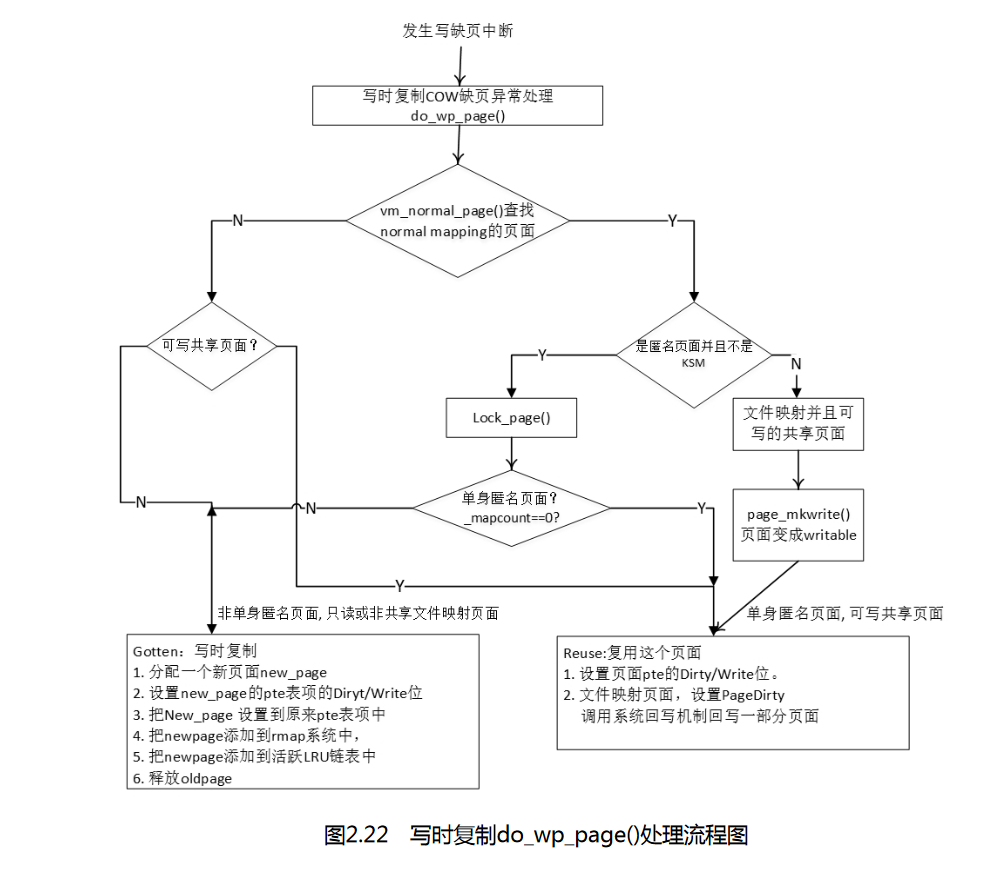 发生写缺页中断
写时复制COW缺页异常处理
do_wp_page()
vm_normal_page()查找
normal mapping的页面
N
Y
可写共享页面？
是匿名页面并且不是
KSM
Y
N
Lock_page()
文件映射并且可
写的共享页面
单身匿名页面？
_mapcount==0?
N
N
Y
page_mkwrite()
页面变成writable
Y
非单身匿名页面, 只读或非共享文件映射页面
单身匿名页面, 可写共享页面
Gotten：写时复制
1. 分配一个新页面new_page
2. 设置new_page的pte表项的Diryt/Write位
3. 把New_page 设置到原来pte表项中
4. 把newpage添加到rmap系统中，
5. 把newpage添加到活跃LRU链表中
6. 释放oldpage
Reuse:复用这个页面
1. 设置页面pte的Dirty/Write位。
2. 文件映射页面，设置PageDirty
调用系统回写机制回写一部分页面
图2.22 写时复制do_wp_page()处理流程图